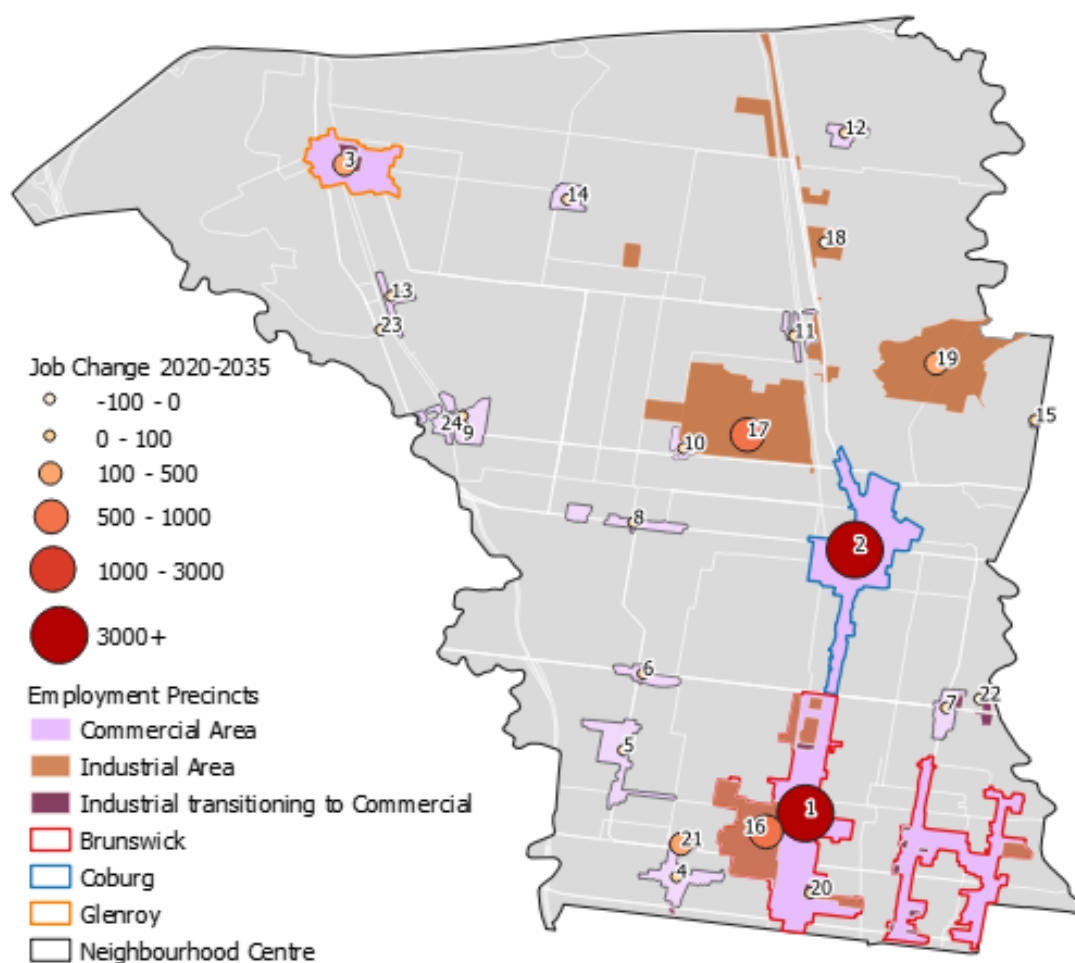 12
3
14
18
13
23
11
19
Job Change 2020-2035
-100 - 0
0 - 100
100 - 500
500 - 1000
1000 - 3000
3000+
24
9
10
17
15
8
2
6
7
22
5
1
16
21
4
20
Employment Precincts
Commercial Area
Industrial Area
Industrial transitioning to Commercial
Brunswick
Coburg
Glenroy
Neighbourhood Centre